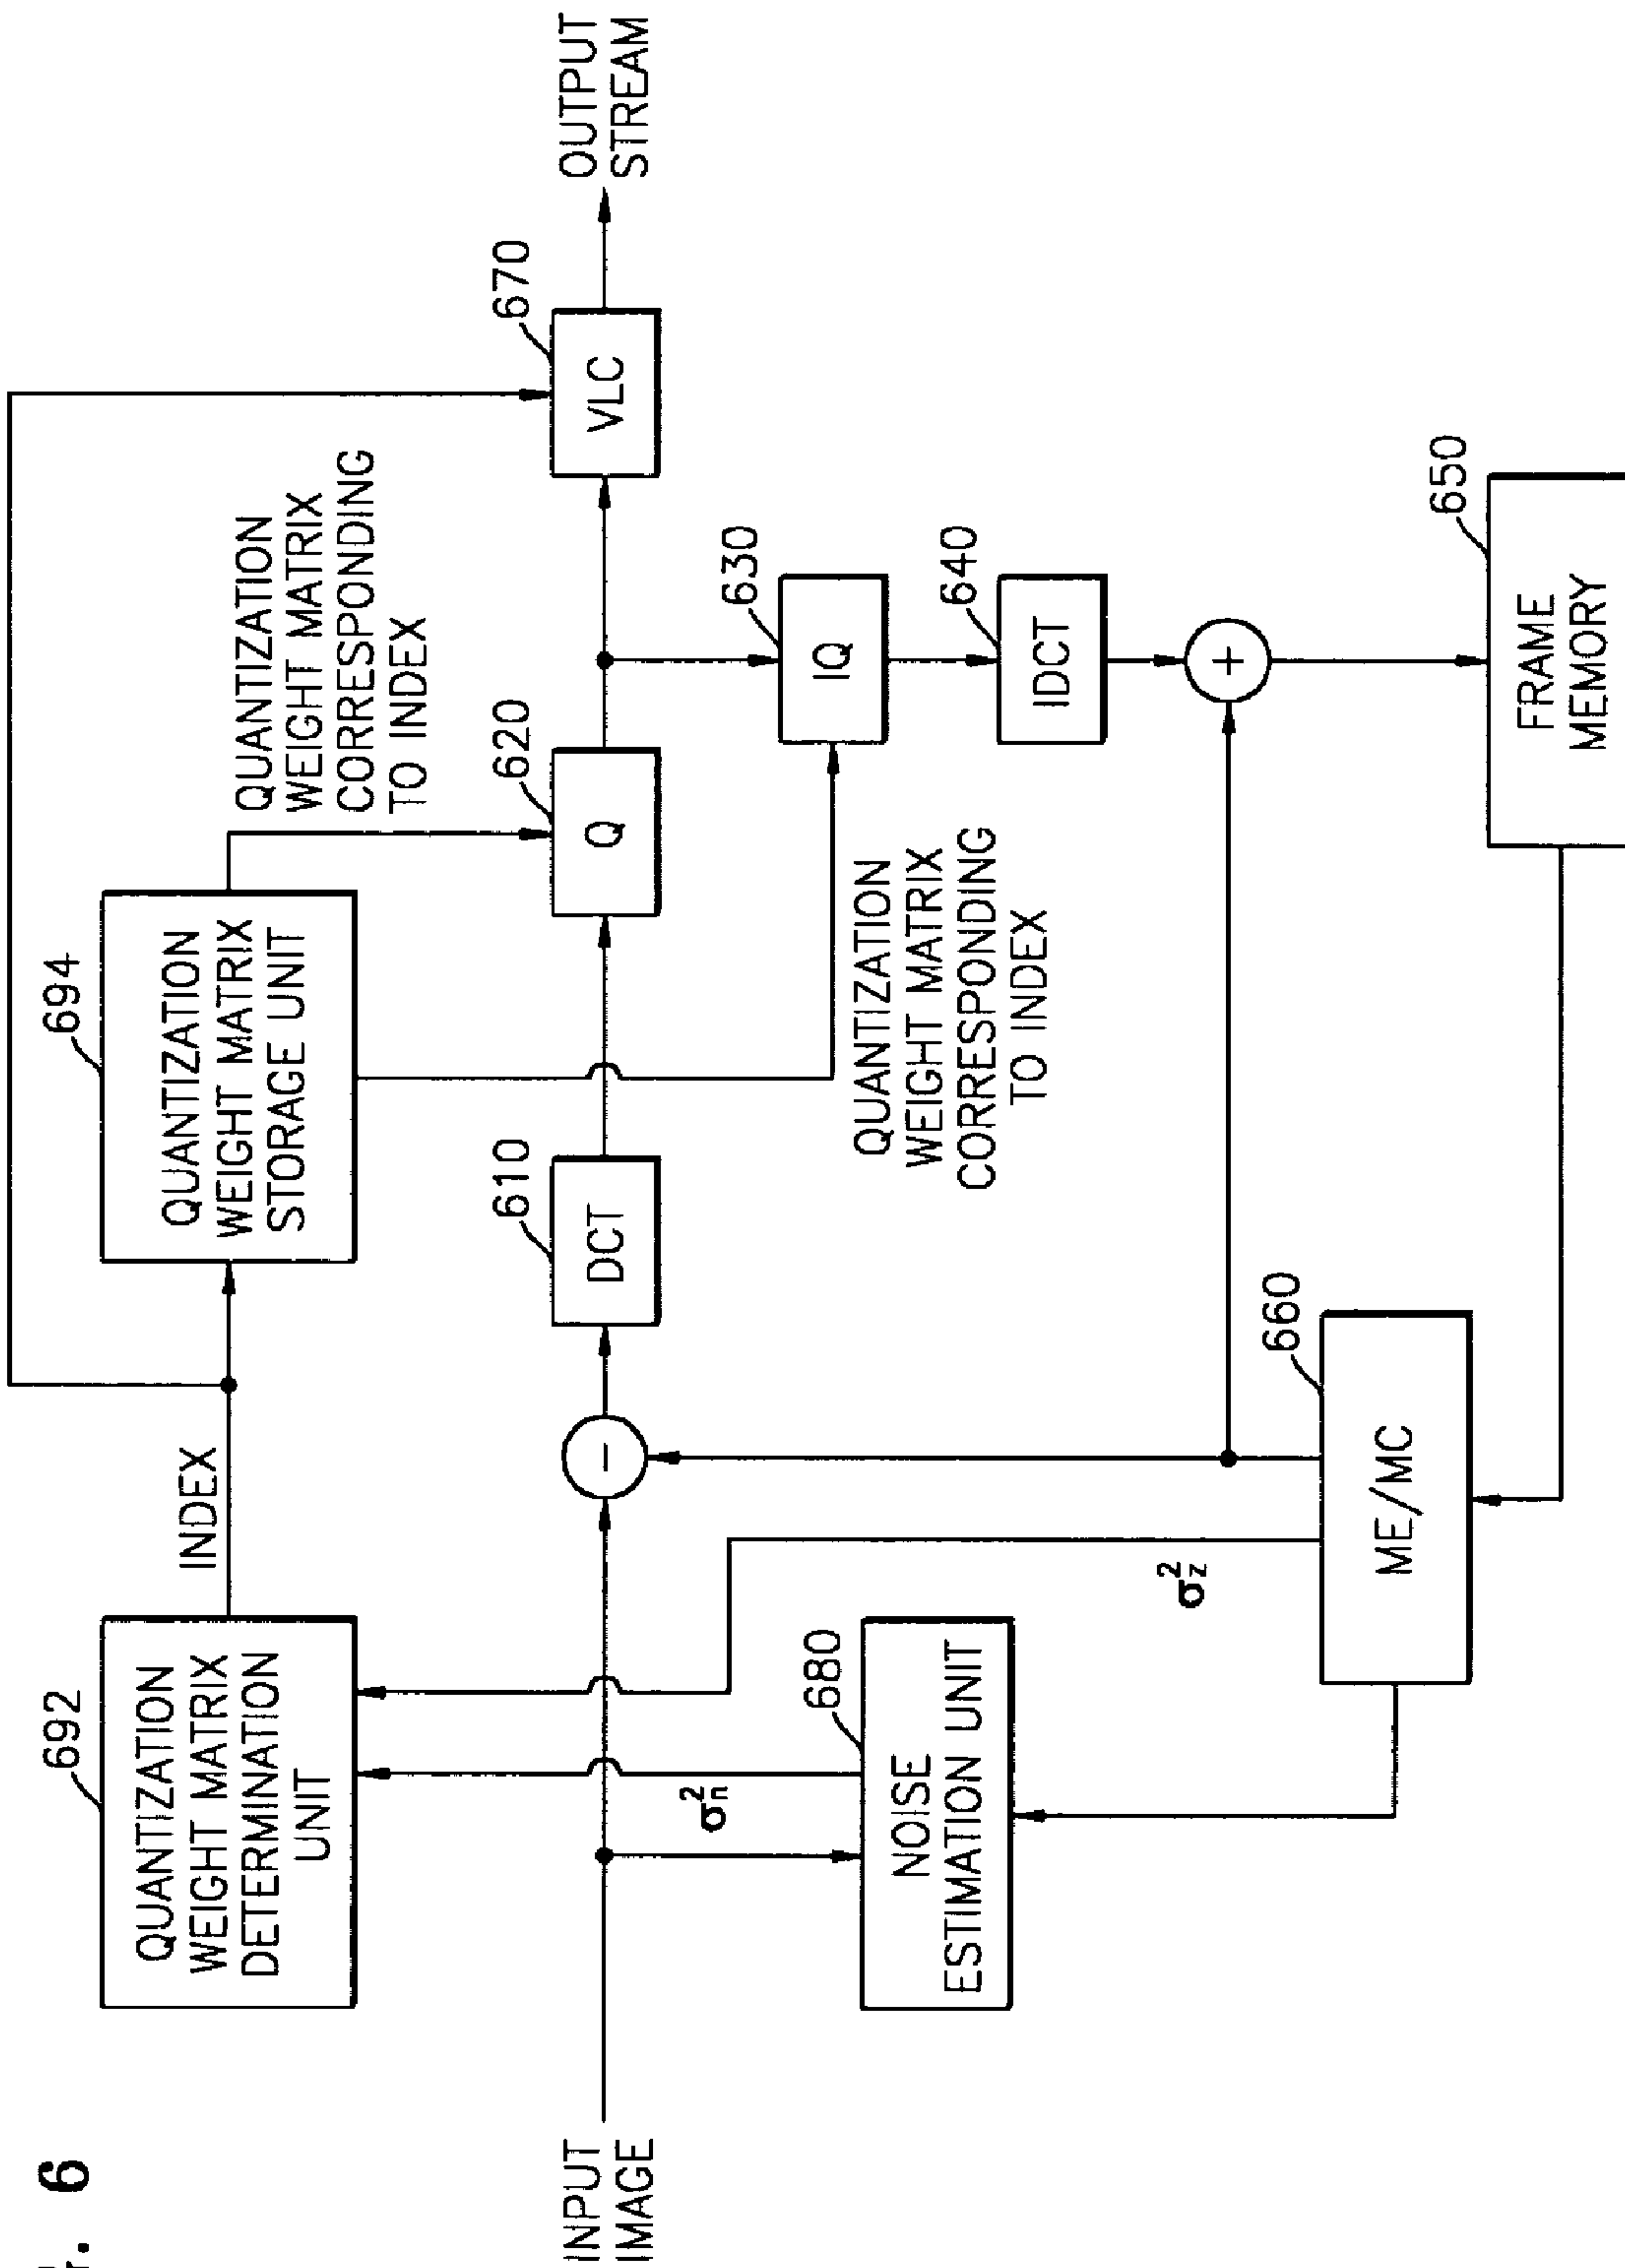 6
692
QUANTIZATION
WEIGHT MATRIX
DETERMINATION
UNIT
INDEX
694
QUANTIZATION
WEIGHT MATRIX
STORAGE UNIT
QUANTIZATION
WEIGHT MATRIX
CORRESPONDING
TO INDEX
INPUT
IMAGE
-
610
DCT
620
Q
670
VLC
OUTPUT
STREAM
σ²n
680
NOISE
ESTIMATION UNIT
QUANTIZATION
WEIGHT MATRIX
CORRESPONDING
TO INDEX
630
IQ
640
IDCT
+
σ²z
660
ME/MC
650
FRAME
MEMORY